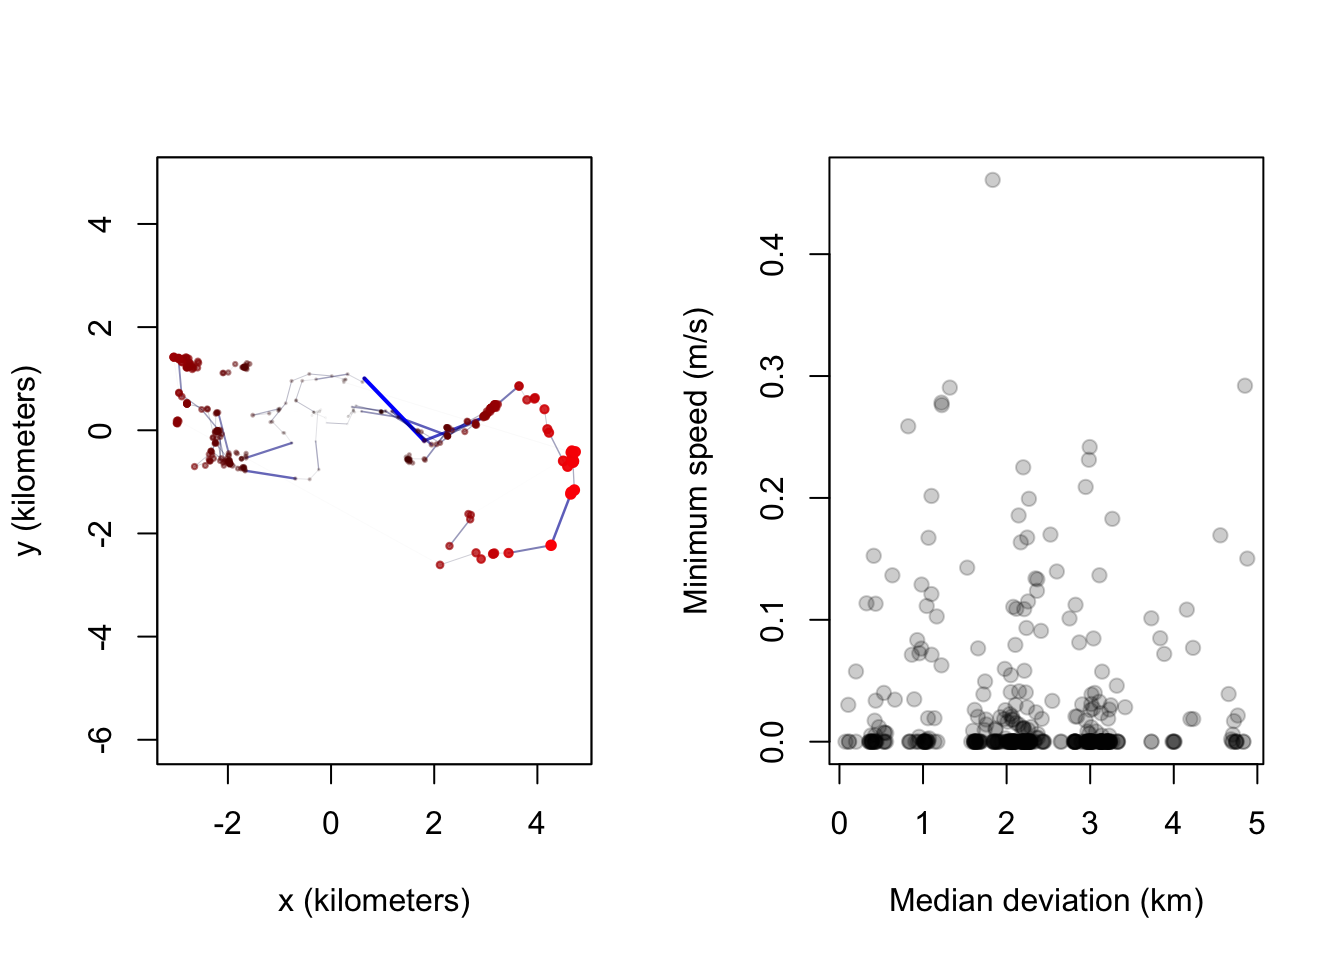 4
2
0
-2
-4
-6
y (kilometers)
-2 0 2 4
x (kilometers)
0.4
0.3
0.2
0.1
0.0
Minimum speed (m/s)
0 1 2 3 4 5
Median deviation (km)